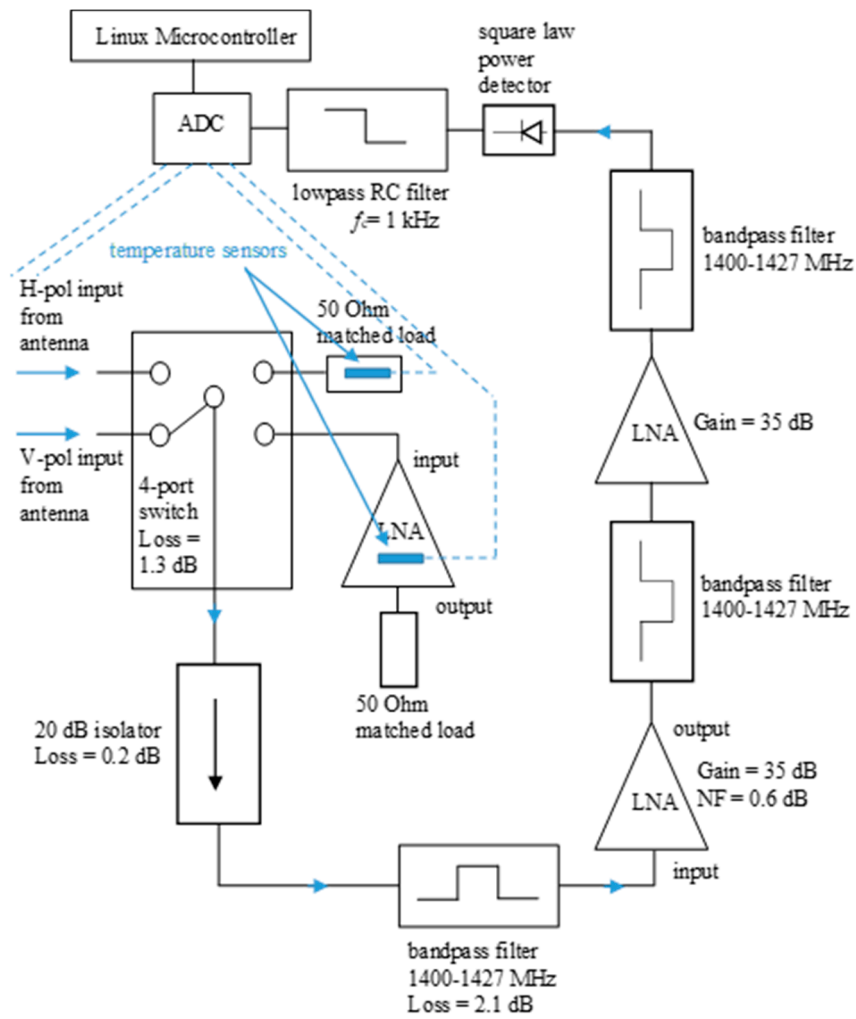 Linux Microcontroller
ADC
square law
power
detector
lowpass RC filter
fc= 1 kHz
temperature sensors
bandpass filter
1400-1427 MHz
H-pol input
from
antenna
50 Ohm
matched load
V-pol input
from
antenna
4-port
switch
Loss =
1.3 dB
input
LNA
output
50 Ohm
matched load
LNA
Gain = 35 dB
bandpass filter
1400-1427 MHz
20 dB isolator
Loss = 0.2 dB
output
Gain = 35 dB
NF = 0.6 dB
LNA
input
bandpass filter
1400-1427 MHz
Loss = 2.1 dB